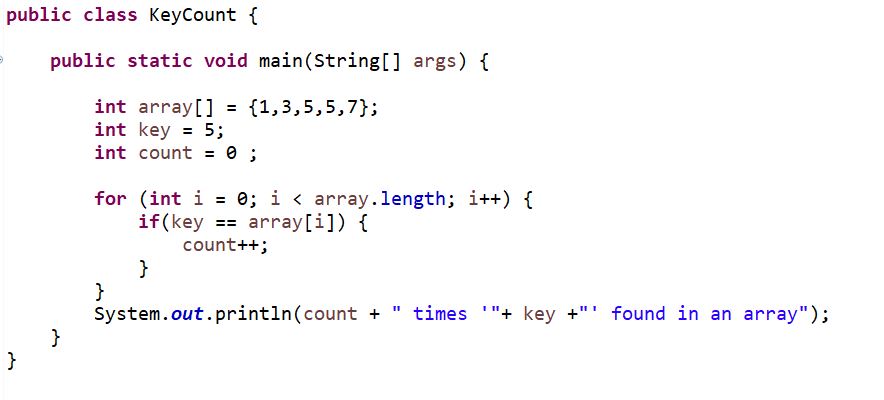 public class KeyCount {
public static void main(String[] args) {
int array[] = {1,3,5,5,7};
int key = 5;
int count = 0 ;
for (int i = 0; i < array.length; i++) {
if(key == array[i]) {
count++;
}
}
System.out.println(count + " times '"+ key +"' found in an array");
}
}